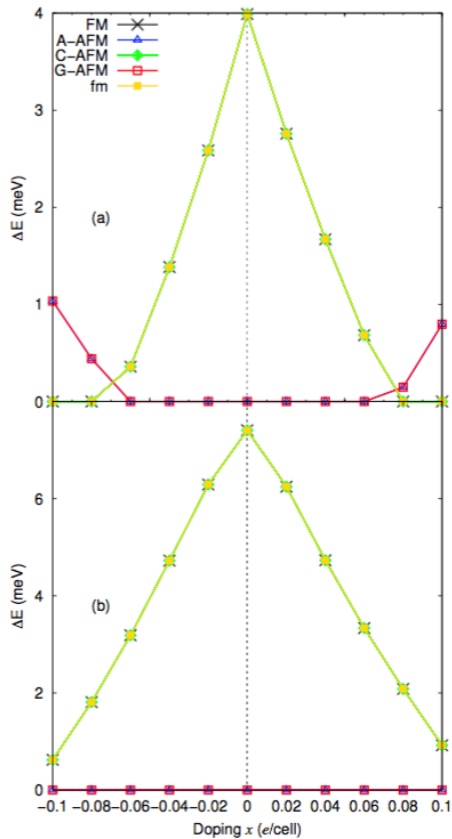 FM
A-AFM
C-AFM
G-AFM
fm
4
3
2
1
0
ΔE (meV)
(a)
6
4
2
0
ΔE (meV)
(b)
-0.1 -0.08 -0.06 -0.04 -0.02 0 0.02 0.04 0.06 0.08 0.1
Doping x (e/cell)